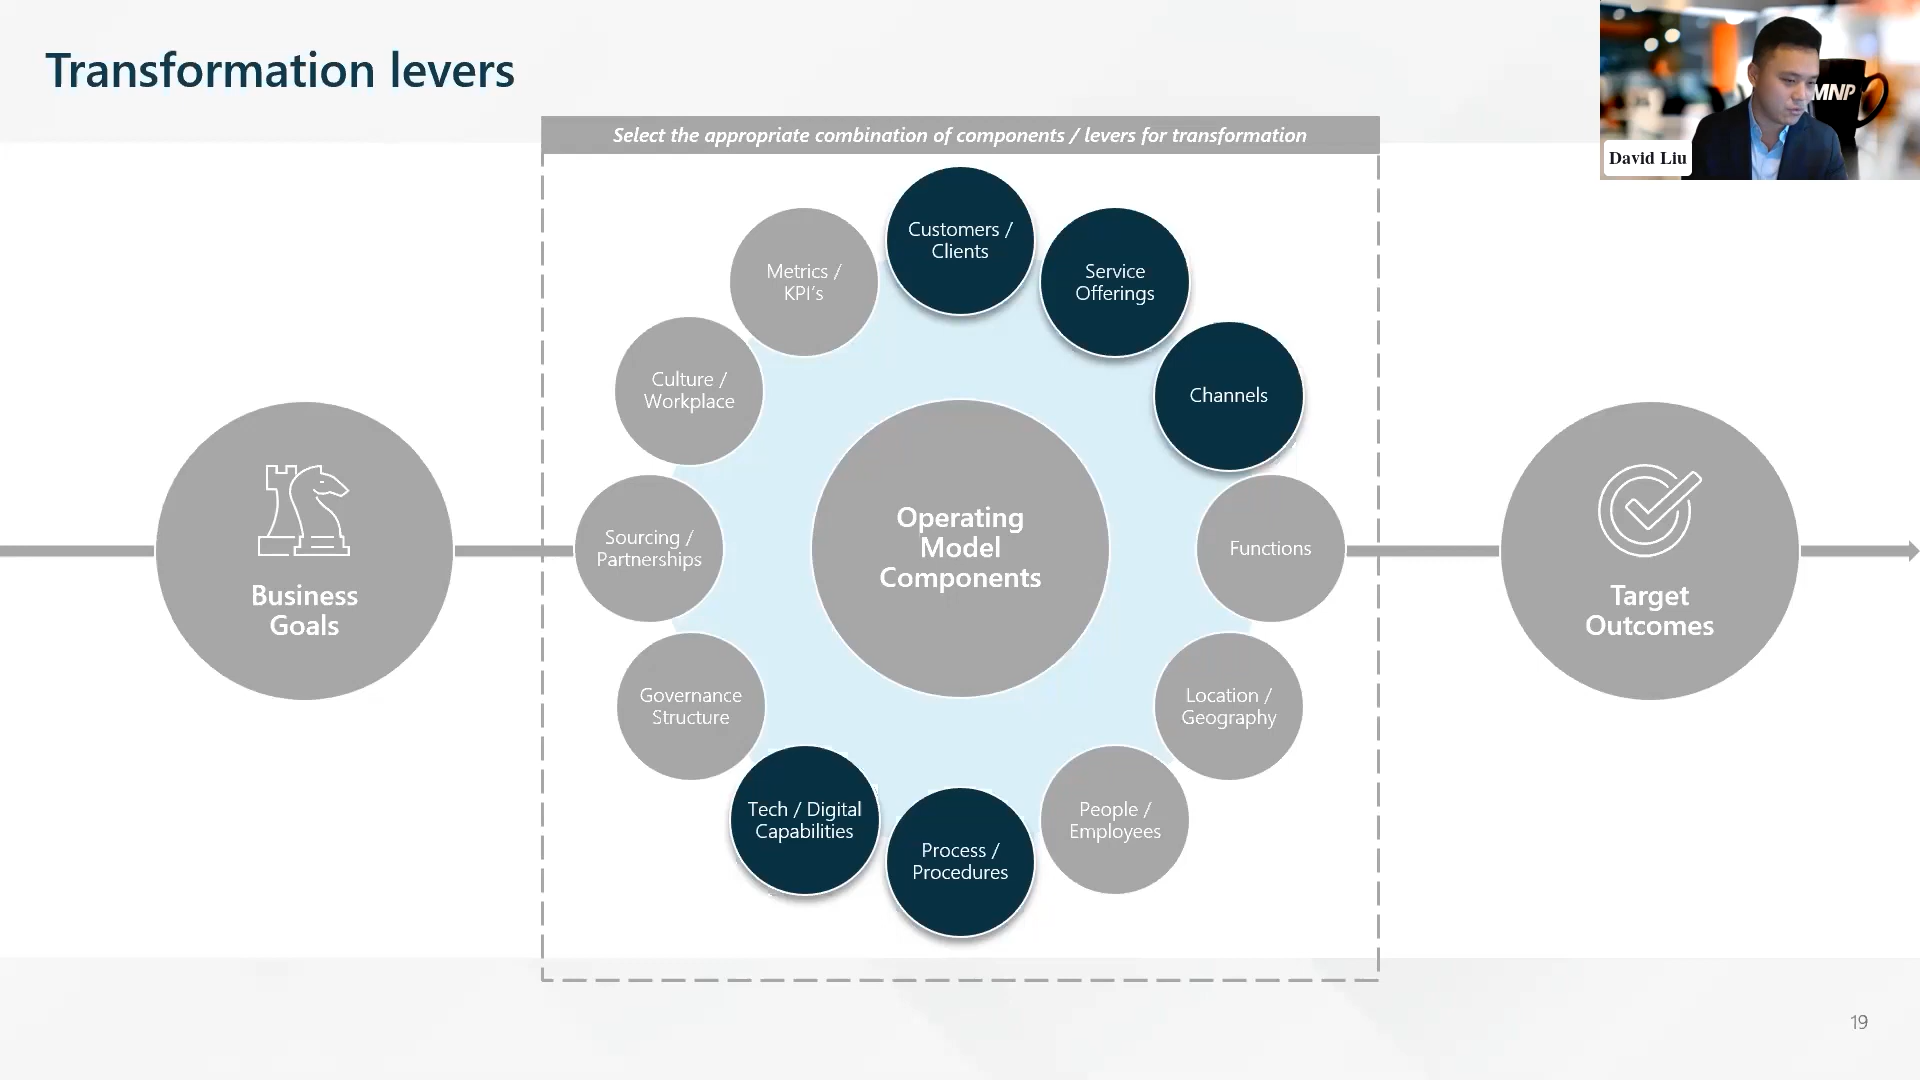 Transformation levers
MNP
David Liu
Select the appropriate combination of components / levers for transformation
Customers /
Clients
Service
Offerings
Channels
Functions
Location /
Geography
People /
Employees
Process /
Procedures
Tech / Digital
Capabilities
Governance
Structure
Sourcing /
Partnerships
Culture /
Workplace
Metrics /
KPI’s
Operating
Model
Components
Business
Goals
Target
Outcomes
19